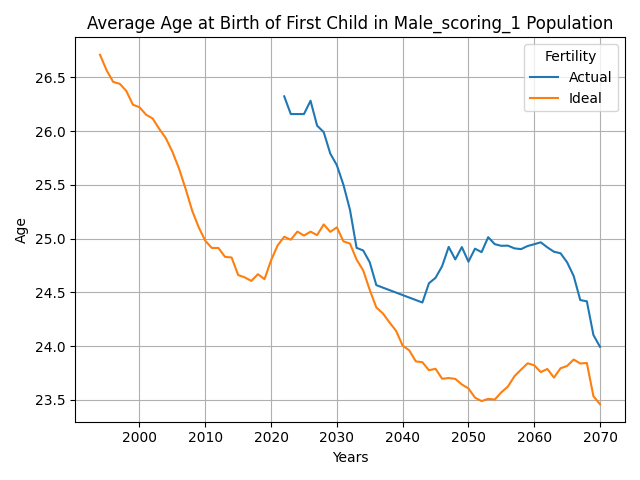 Average Age at Birth of First Child in Male_scoring_1 Population
Fertility
Actual
Ideal
Age
26.5
26.0
25.5
25.0
24.5
24.0
23.5
2000 2010 2020 2030 2040 2050 2060 2070
Years